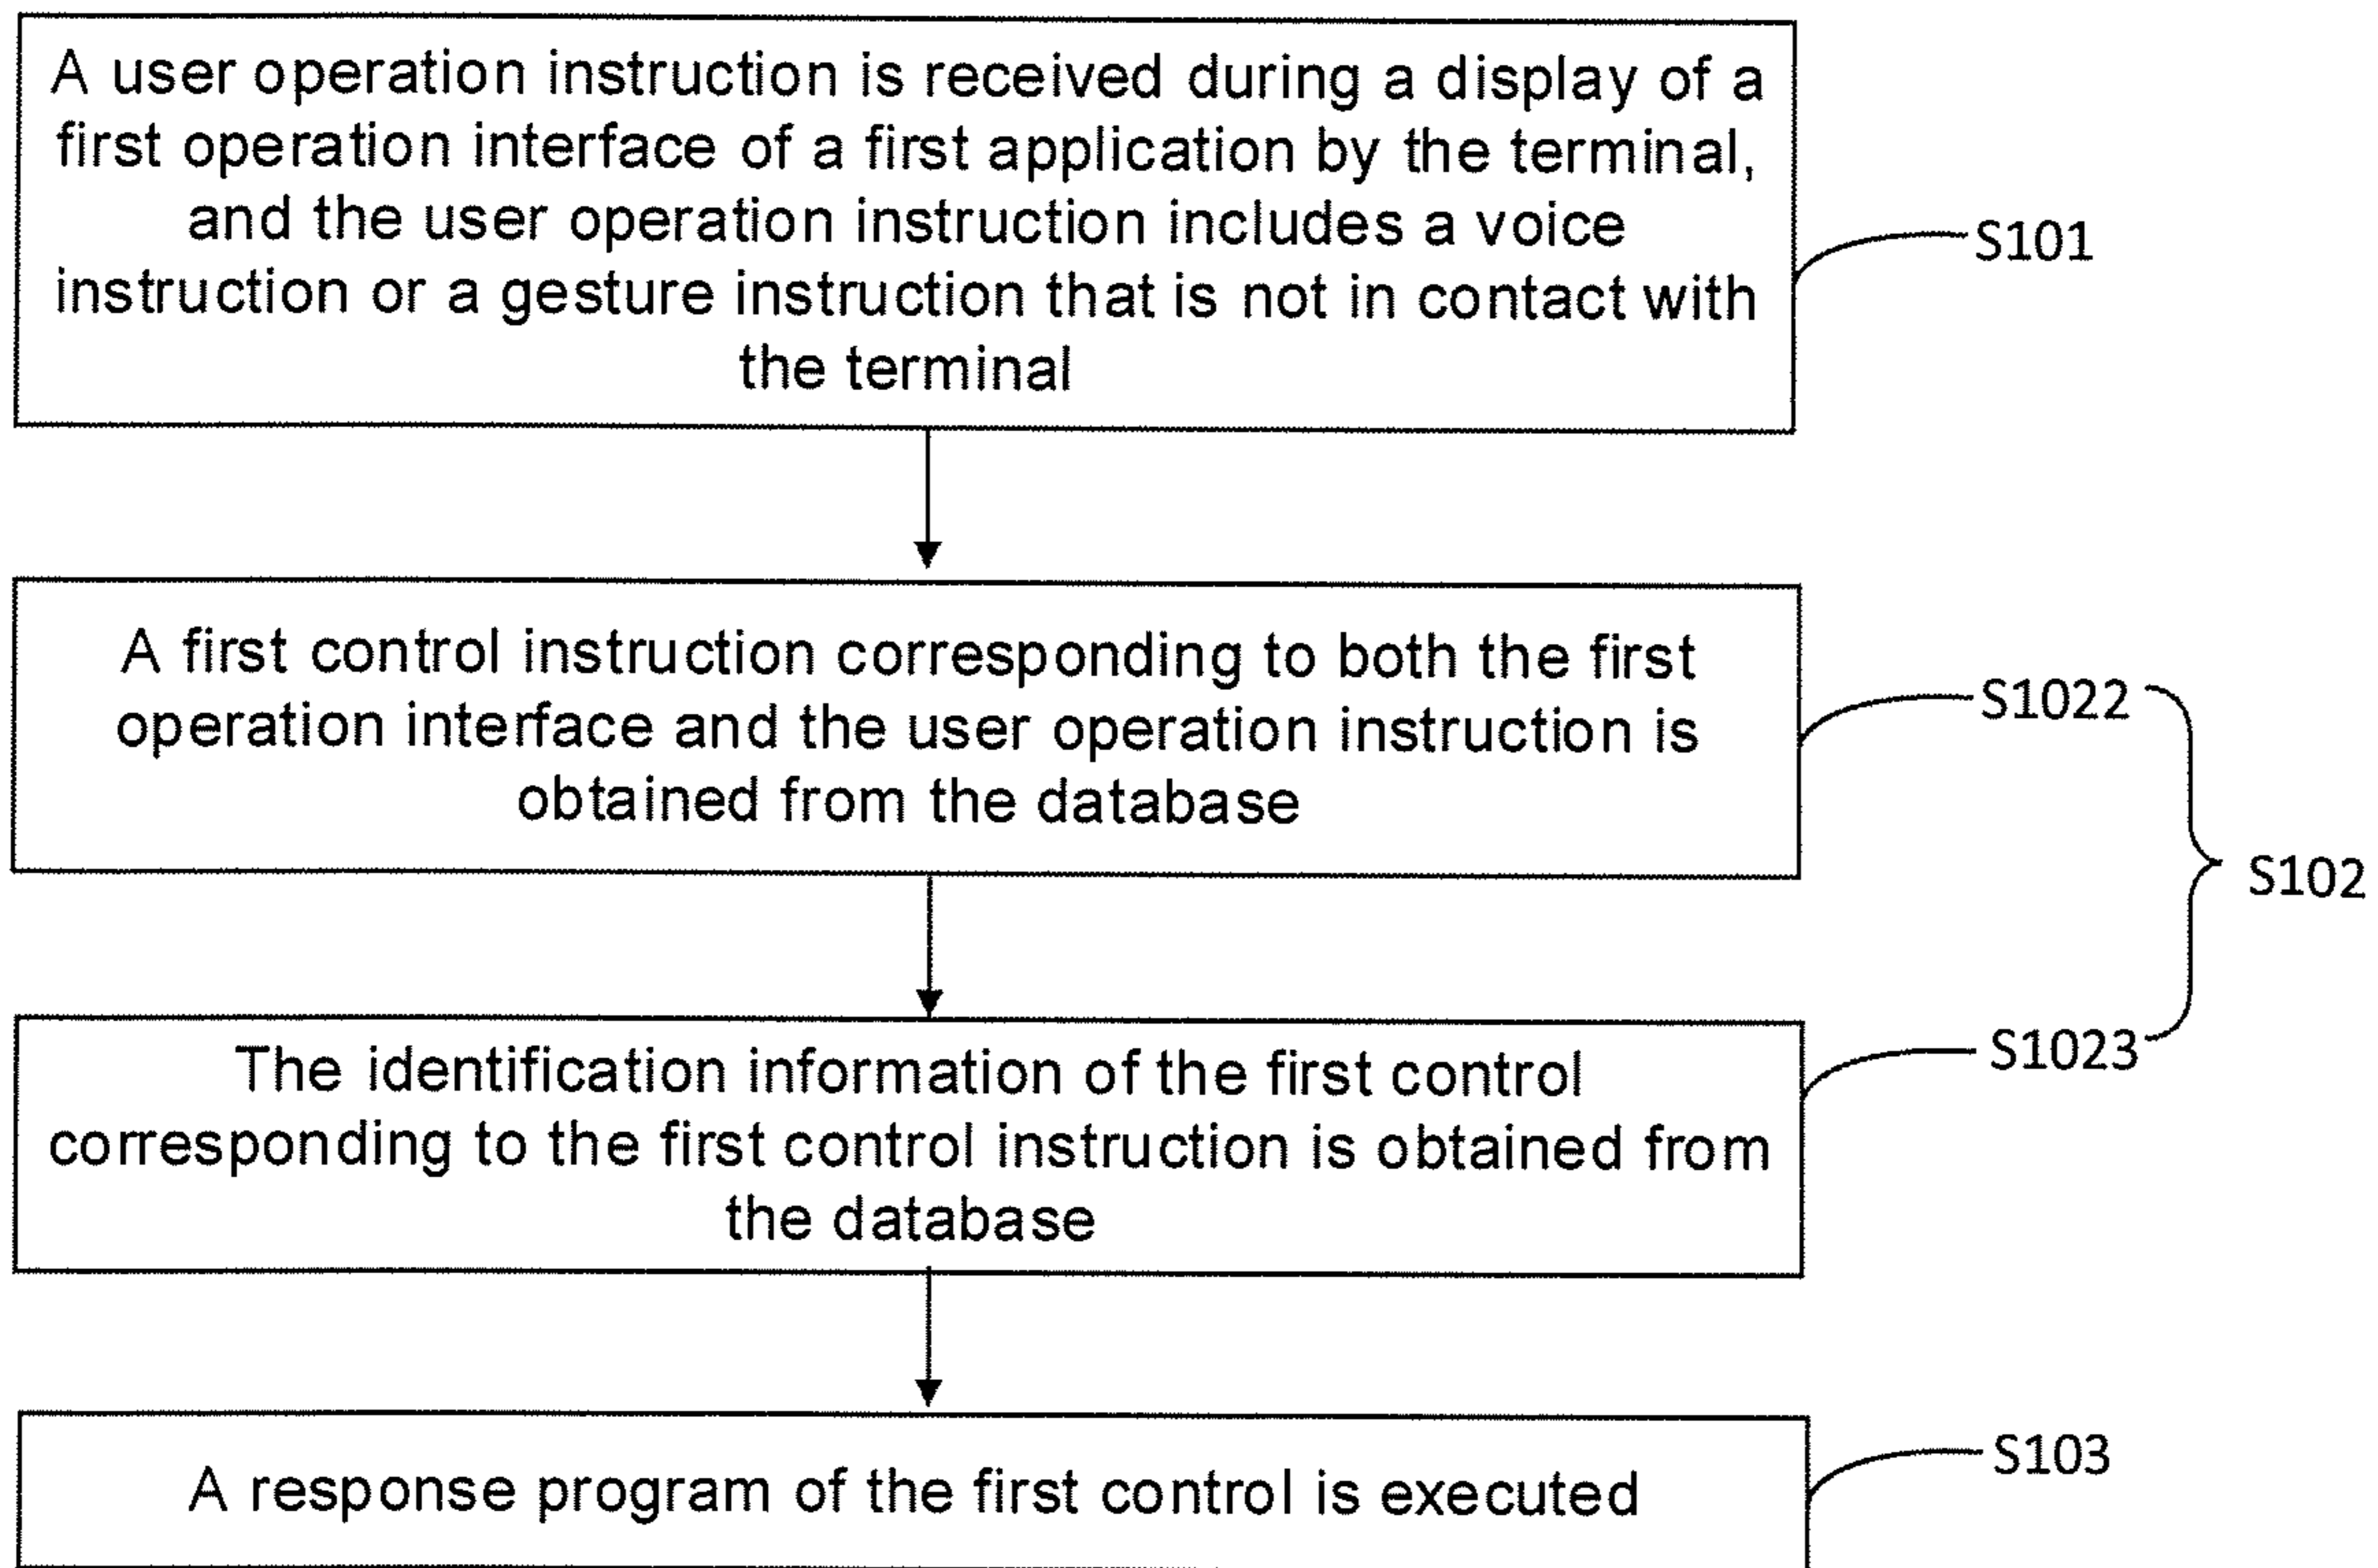 A user operation instruction is received during a display of a
first operation interface of a first application by the terminal,
and the user operation instruction includes a voice
instruction or a gesture instruction that is not in contact with
the terminal
S101
A first control instruction corresponding to both the first
operation interface and the user operation instruction is
obtained from the database
S1022
S102
The identification information of the first control
corresponding to the first control instruction is obtained from
the database
S1023
A response program of the first control is executed
S103